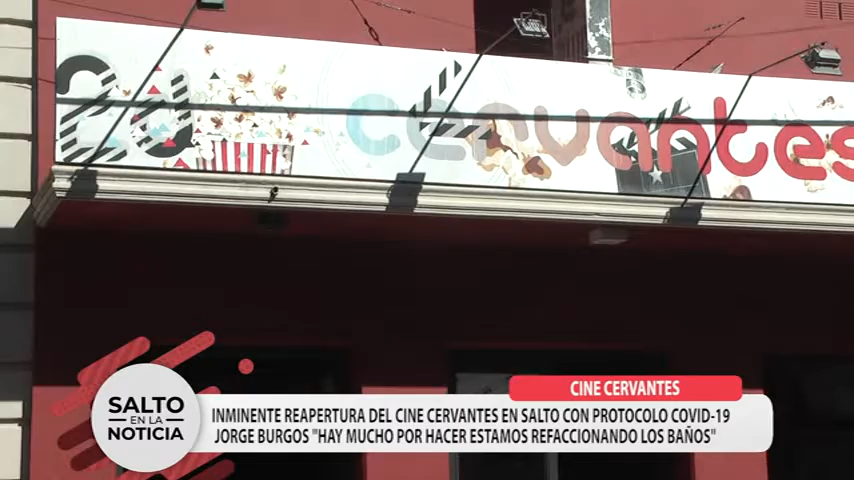 2d cervantes
CINE CERVANTES
SALTO
EN LA
NOTICIA
INMINENTE REAPERTURA DEL CINE CERVANTES EN SALTO CON PROTOCOLO COVID-19
JORGE BURGOS "HAY MUCHO POR HACER ESTAMOS REFACCIONANDO LOS BAÑOS"